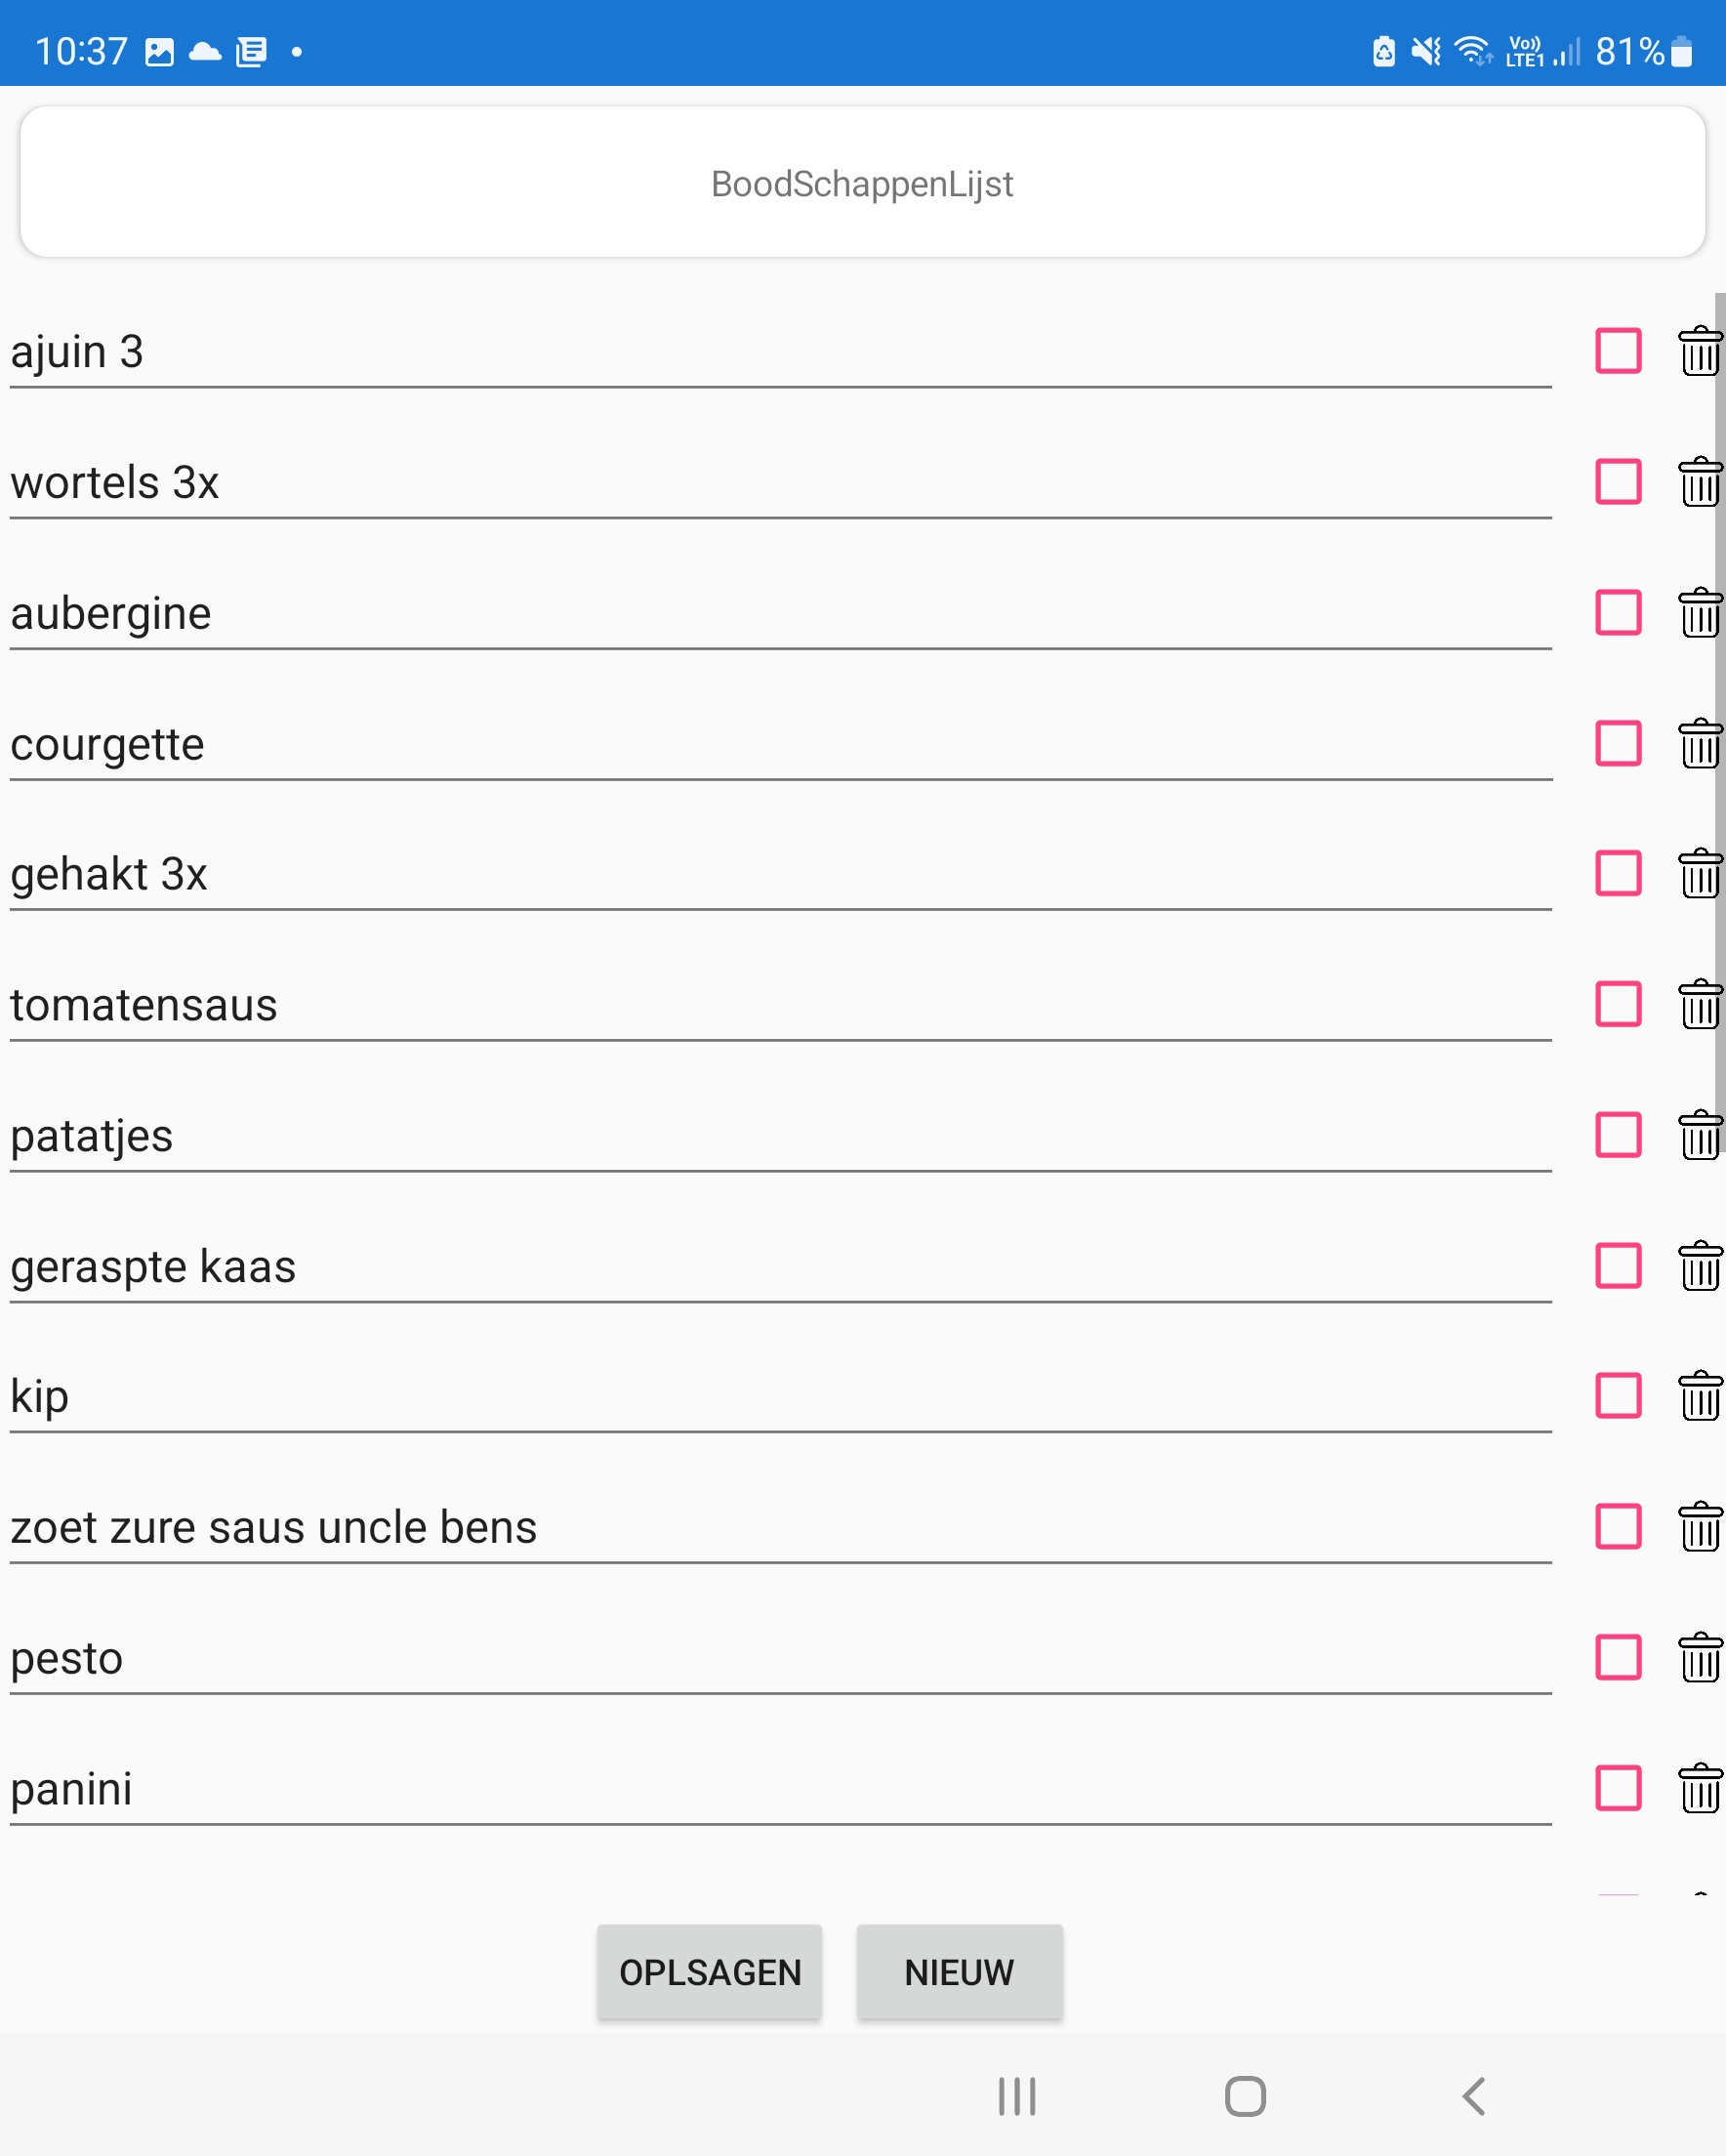 10:37 Vo)) LTE1 81%
BoodSchappenLijst
ajuin 3
wortels 3x
aubergine
courgette
gehakt 3x
tomatensaus
patatjes
geraspte kaas
kip
zoet zure saus uncle bens
pesto
panini
OPLSAGEN NIEUW